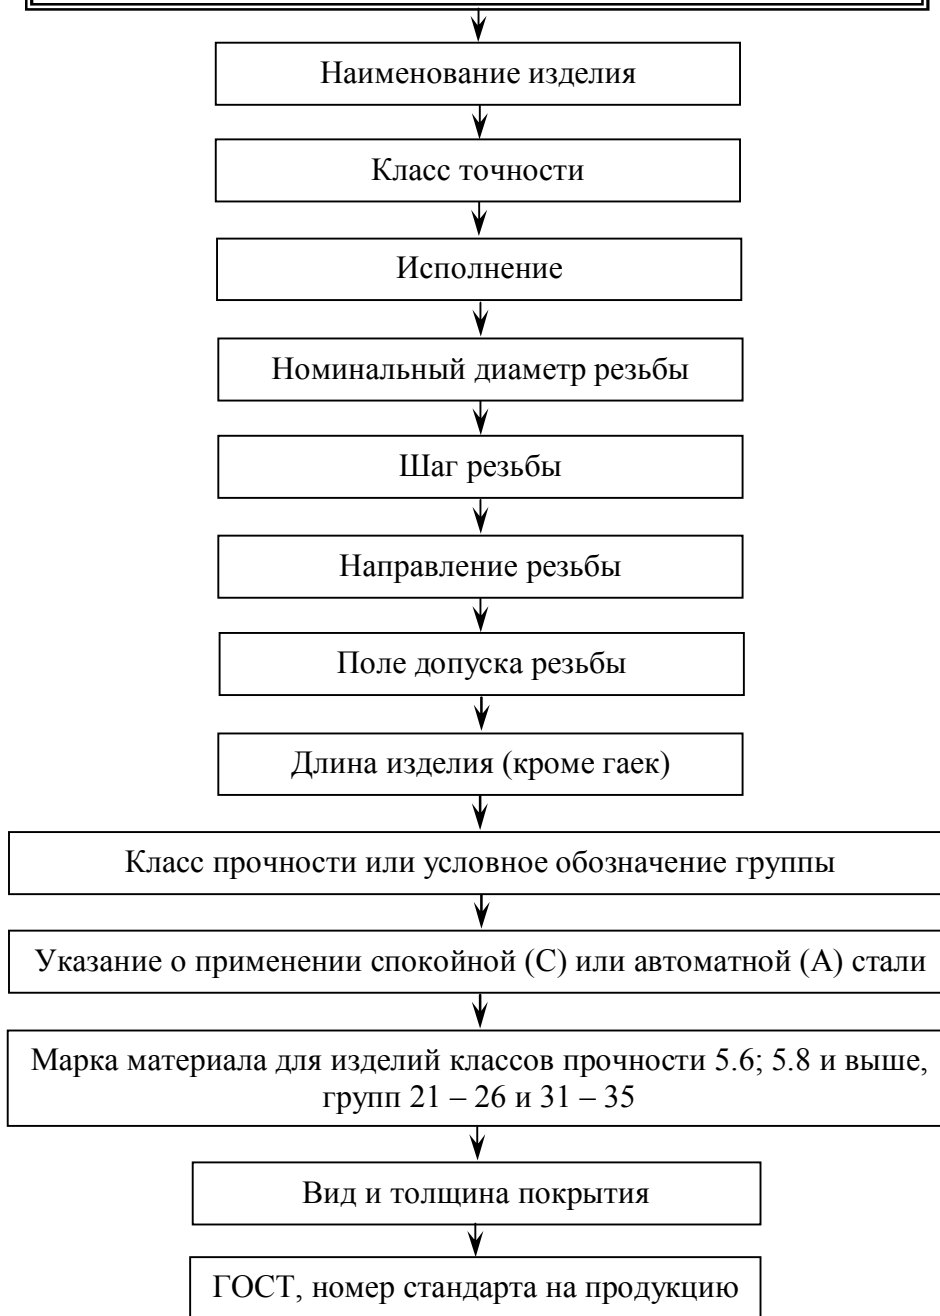 Наименование изделия
Класс точности
Исполнение
Номинальный диаметр резьбы
Шаг резьбы
Направление резьбы
Поле допуска резьбы
Длина изделия (кроме гаек)
Класс прочности или условное обозначение группы
Указание о применении спокойной (С) или автоматной (А) стали
Марка материала для изделий классов прочности 5.6; 5.8 и выше,
групп 21 – 26 и 31 – 35
Вид и толщина покрытия
ГОСТ, номер стандарта на продукцию